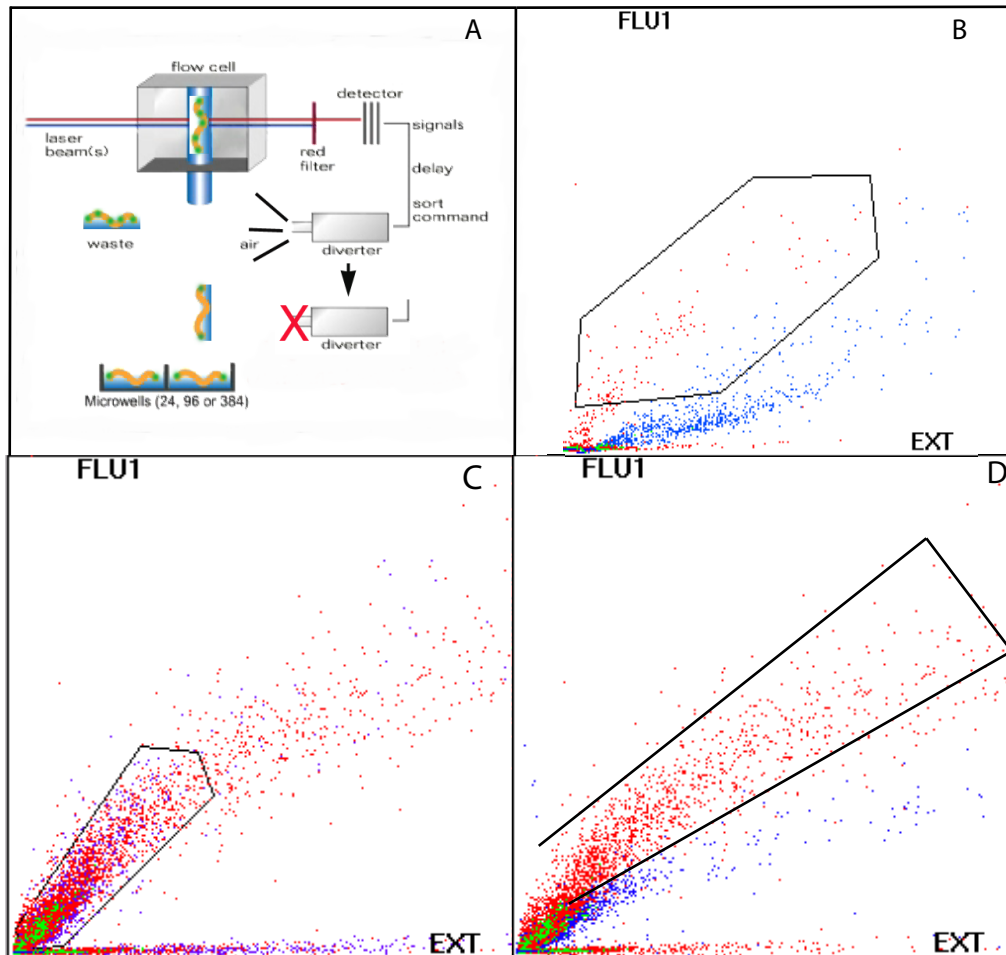 A
flow cell
detector
laser
beam(s)
red
filter
signals
delay
sort
command
waste
air
diverter
X
diverter
Microwells (24, 96 or 384)
FLU1
B
EXT
FLU1
C
EXT
FLU1
D
EXT